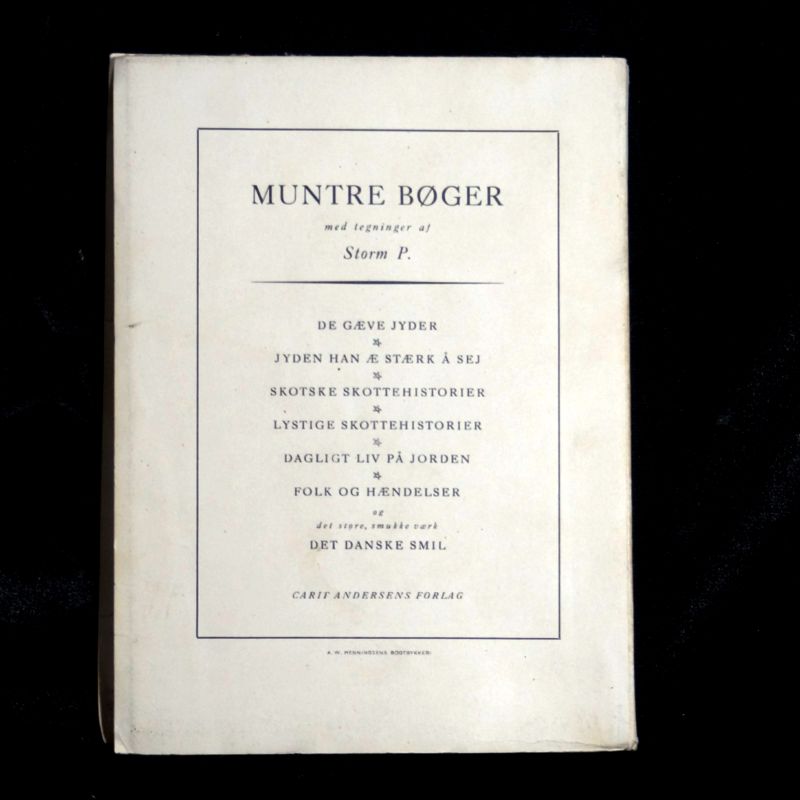 MUNTRE BØGER
med tegninger af
Storm P.
DE GÆVE JYDER
JYDEN HAN Æ STÆRK Å SEJ
SKOTSKE SKOTTEHISTORIER
LYSTIGE SKOTTEHISTORIER
DAGLIGT LIV PÅ JORDEN
FOLK OG HÆNDELSER
og
det store, smukke værk
DET DANSKE SMIL
CARIT ANDERSENS FORLAG
A. W. HENNINGSENS BOGTRYKKERI